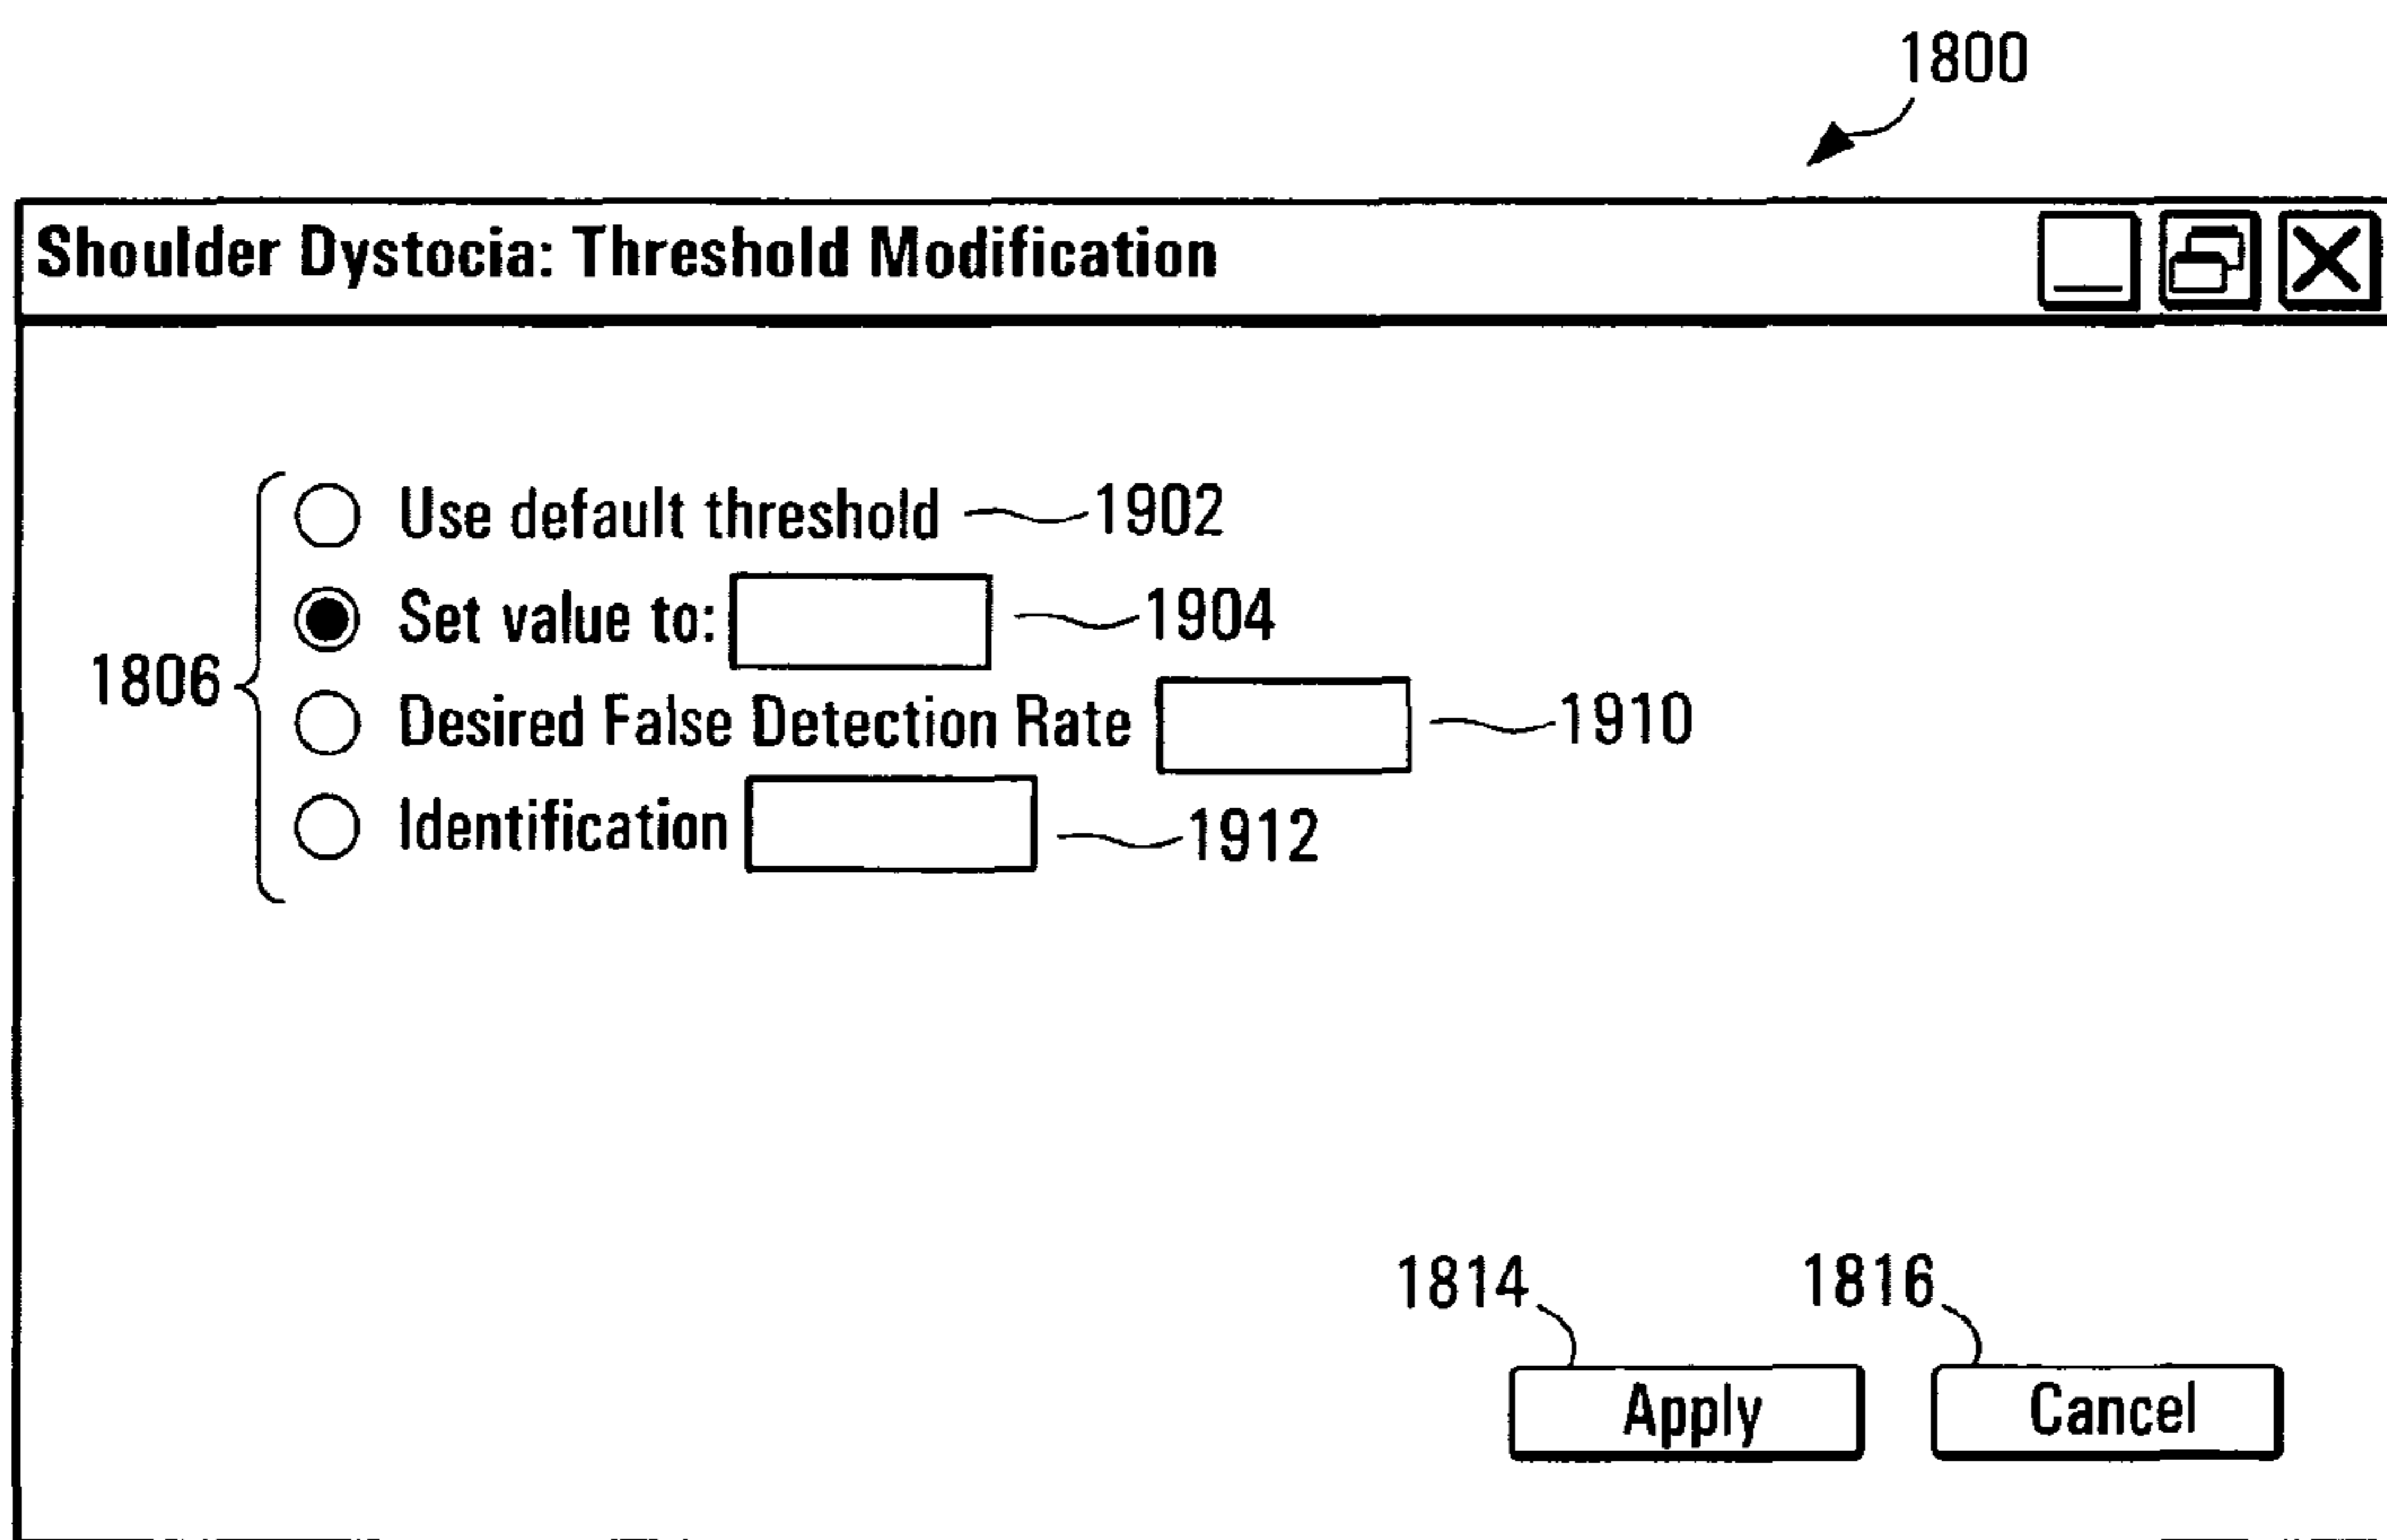 1800
Shoulder Dystocia: Threshold Modification
1806
Use default threshold 1902
Set value to: 1904
Desired False Detection Rate 1910
Identification 1912
1814 1816
Apply Cancel